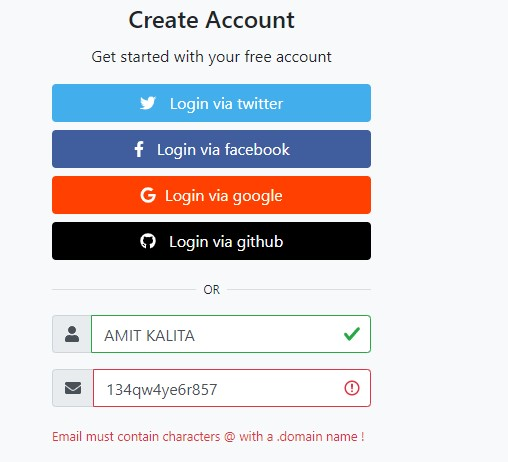 Create Account
Get started with your free account
Login via twitter
Login via facebook
Login via google
Login via github
OR
AMIT KALITA
134qw4ye6r857
Email must contain characters @ with a .domain name !